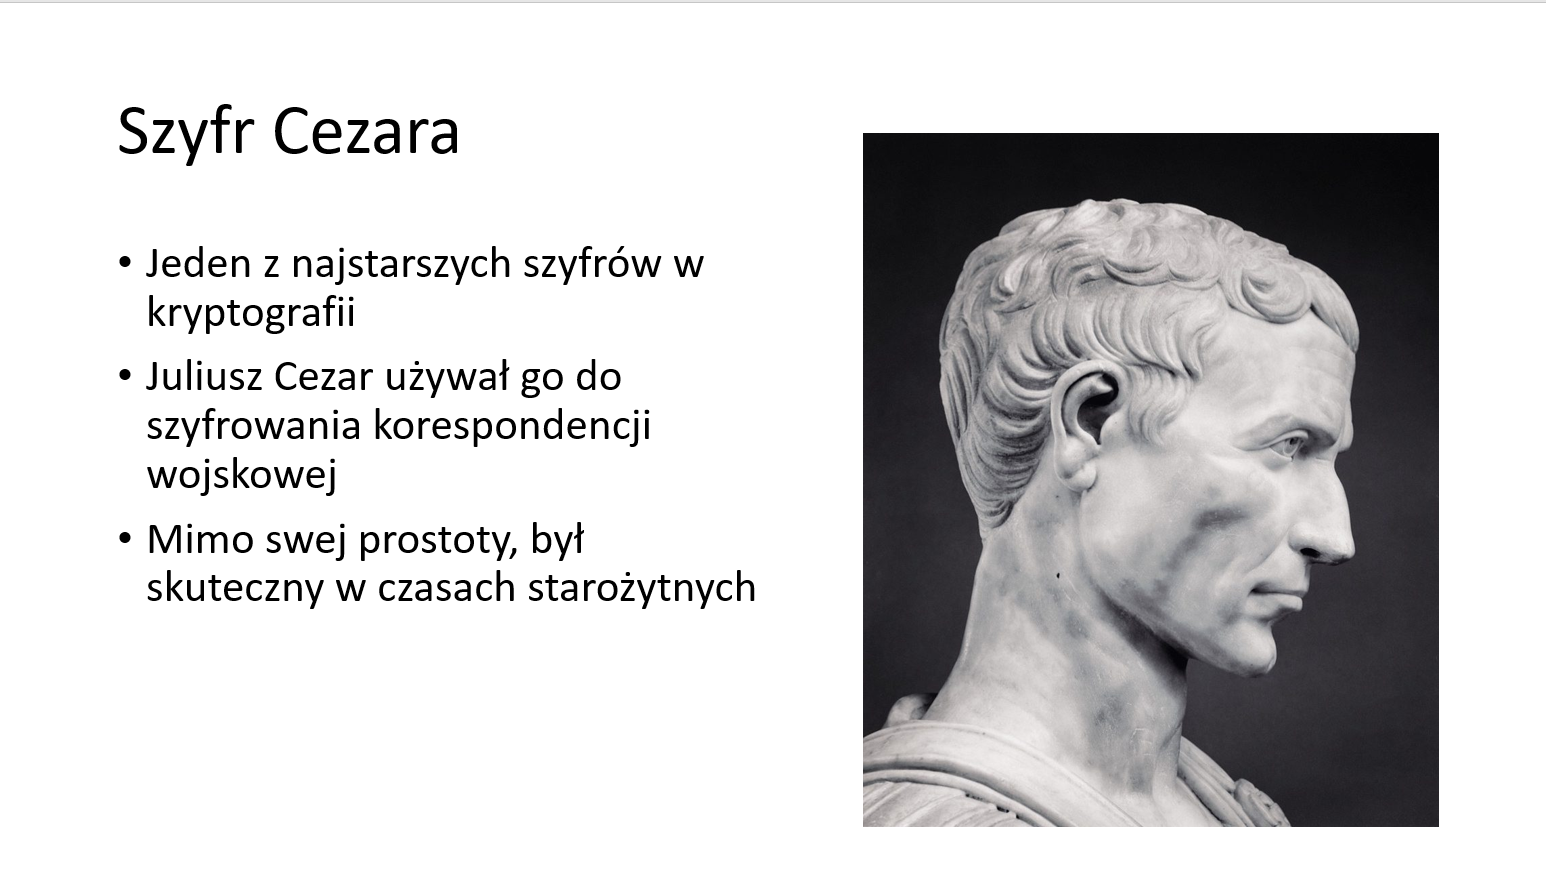 Szyfr Cezara
• Jeden z najstarszych szyfrów w
kryptografii
• Juliusz Cezar używał go do
szyfrowania korespondencji
wojskowej
• Mimo swej prostoty, był
skuteczny w czasach starożytnych